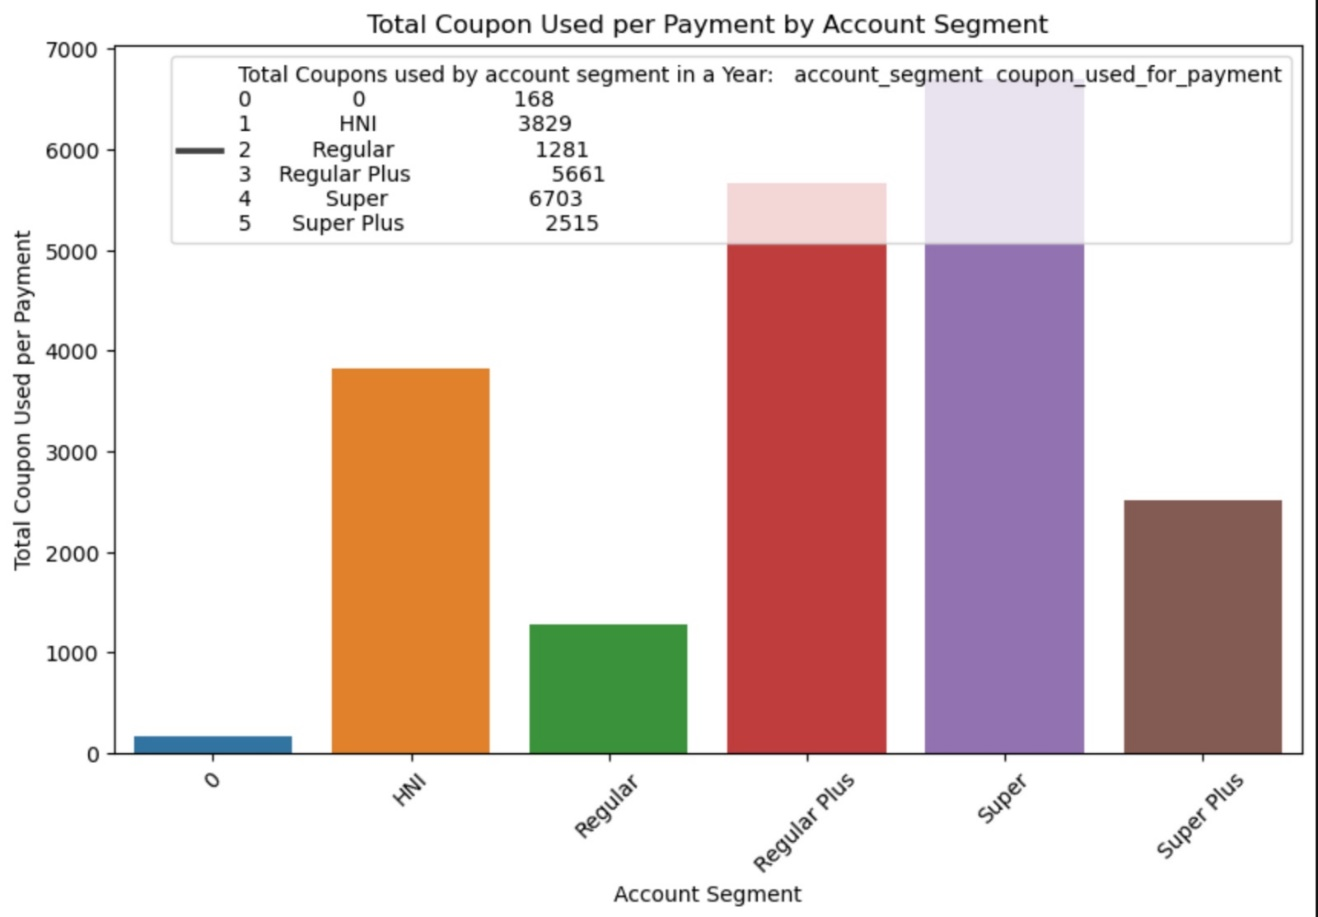 Total Coupon Used per Payment by Account Segment
7000
6000
5000
4000
3000
2000
1000
0
Total Coupon Used per Payment
Total Coupons used by account segment in a Year: account_segment coupon_used_for_payment
0 0 168
1 HNI 3829
2 Regular 1281
3 Regular Plus 5661
4 Super 6703
5 Super Plus 2515
0
HNI
Regular
Regular Plus
Super
Super Plus
Account Segment